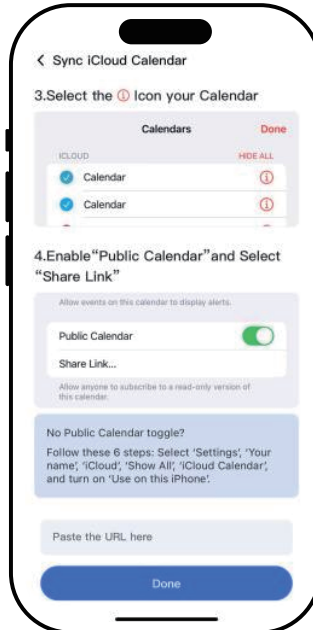 Sync iCloud Calendar
3.Select the ⓘ Icon your Calendar
Calendars Done
ICLOUD HIDE ALL
Calendar
Calendar
4.Enable“Public Calendar”and Select
“Share Link”
Allow events on this calendar to display alerts.
Public Calendar
Share Link...
Allow anyone to subscribe to a read-only version of
this calendar.
No Public Calendar toggle?
Follow these 6 steps: Select ‘Settings’, ‘Your
name’, ‘iCloud’, ‘Show All’, ‘iCloud Calendar’,
and turn on ‘Use on this iPhone’.
Paste the URL here
Done